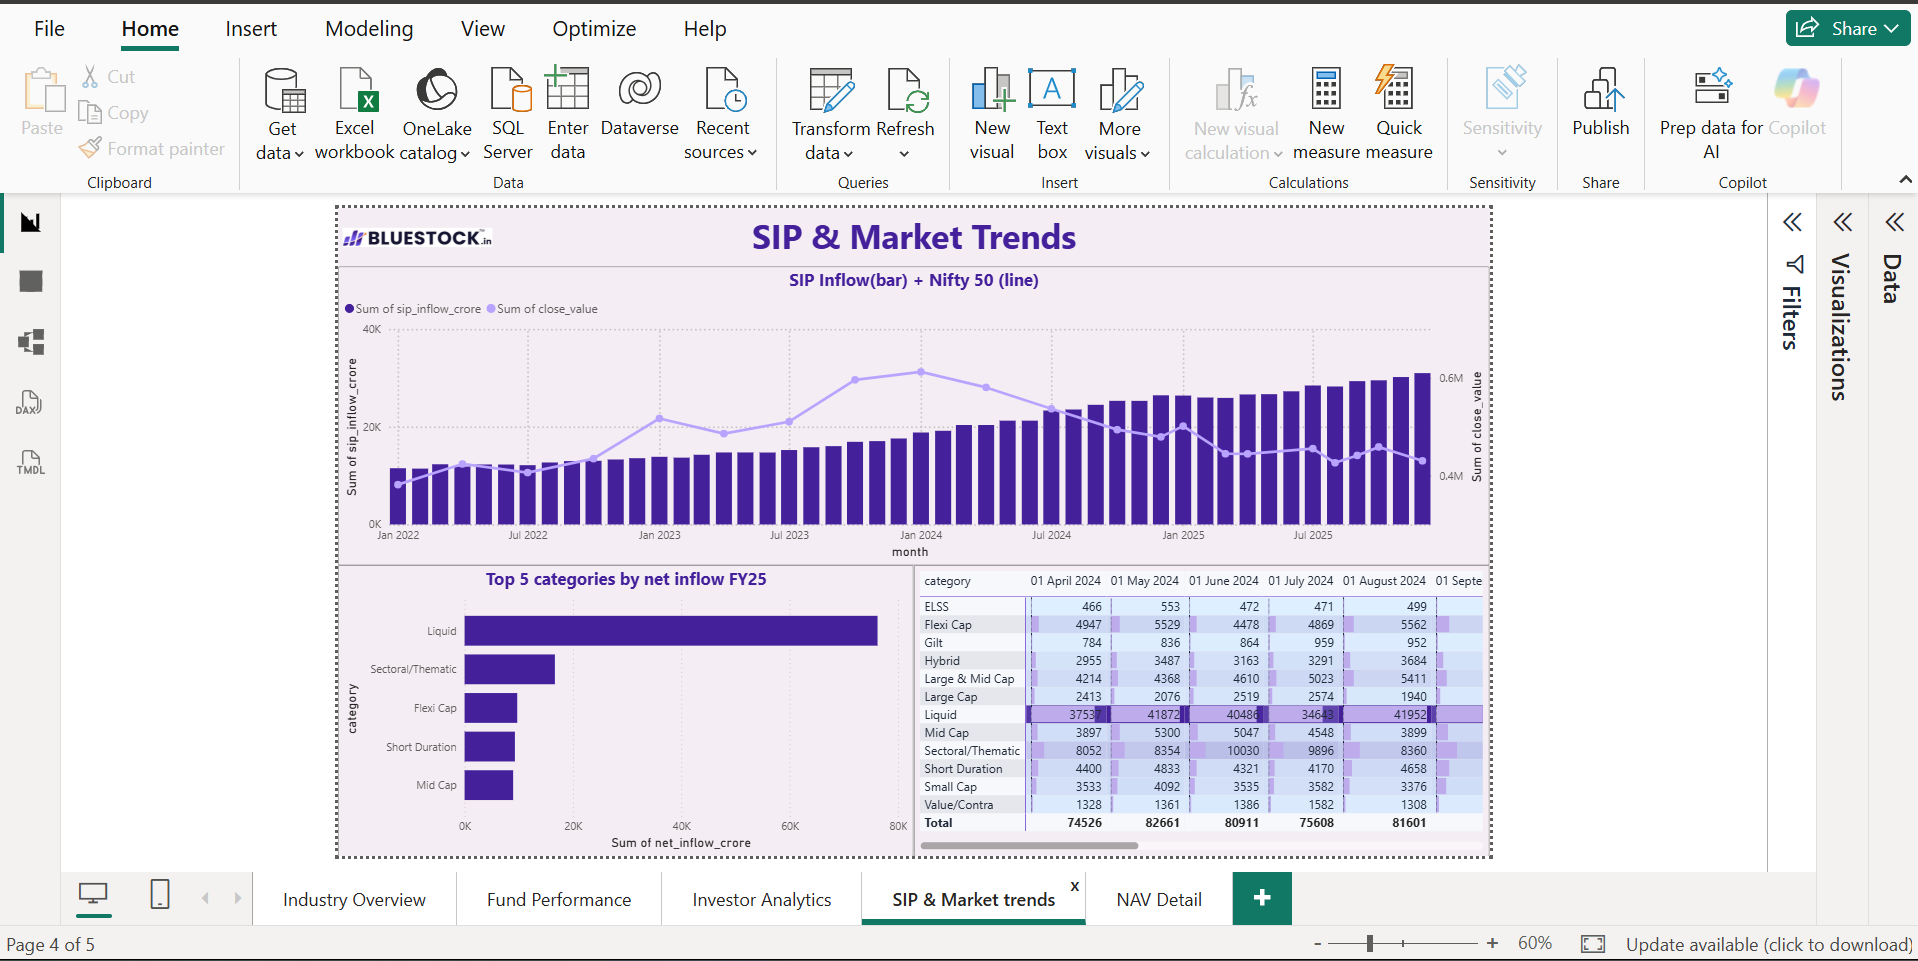 File Home Insert Modeling View Optimize Help Share
Paste
Cut
Copy
Format painter
Clipboard
Get data
Excel workbook
OneLake catalog
SQL Server
Enter data
Dataverse
Recent sources
Data
Transform data
Refresh
Queries
New visual
Text box
More visuals
Insert
New visual calculation
New measure
Quick measure
Calculations
Sensitivity
Sensitivity
Publish
Share
Prep data for AI
Copilot
Copilot
DAX
TMDL
BLUESTOCK.in
SIP & Market Trends
SIP Inflow(bar) + Nifty 50 (line)
Sum of sip_inflow_crore Sum of close_value
Sum of sip_inflow_crore
40K
20K
0K
0.6M
0.4M
Sum of close_value
Jan 2022 Jul 2022 Jan 2023 Jul 2023 Jan 2024 Jul 2024 Jan 2025 Jul 2025
month
Top 5 categories by net inflow FY25
category
Liquid
Sectoral/Thematic
Flexi Cap
Short Duration
Mid Cap
0K 20K 40K 60K 80K
Sum of net_inflow_crore
category 01 April 2024 01 May 2024 01 June 2024 01 July 2024 01 August 2024 01 Septe
ELSS 466 553 472 471 499
Flexi Cap 4947 5529 4478 4869 5562
Gilt 784 836 864 959 952
Hybrid 2955 3487 3163 3291 3684
Large & Mid Cap 4214 4368 4610 5023 5411
Large Cap 2413 2076 2519 2574 1940
Liquid 37537 41872 40486 34643 41952
Mid Cap 3897 5300 5047 4548 3899
Sectoral/Thematic 8052 8354 10030 9896 8360
Short Duration 4400 4833 4321 4170 4658
Small Cap 3533 4092 3535 3582 3376
Value/Contra 1328 1361 1386 1582 1308
Total 74526 82661 80911 75608 81601
Filters
Visualizations
Data
Industry Overview Fund Performance Investor Analytics SIP & Market trends x NAV Detail +
Page 4 of 5
- + 60% Update available (click to download)